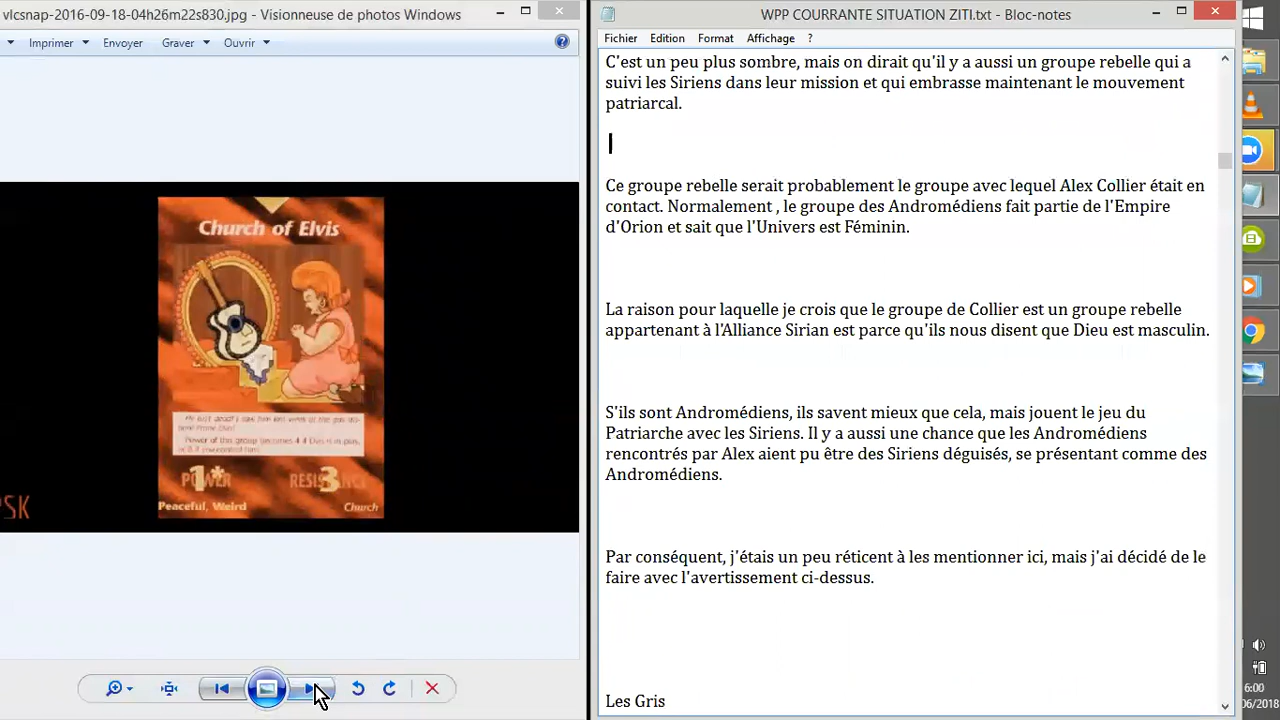 vlcsnap-2016-09-18-04h26m22s830.jpg - Visionneuse de photos Windows
Imprimer Envoyer Graver Ouvrir
Church of Elvis
POWER 1* RESISTANCE 3
Peaceful, Weird Church
PSK
WPP COURRANTE SITUATION ZITI.txt - Bloc-notes
Fichier Edition Format Affichage ?
C'est un peu plus sombre, mais on dirait qu'il y a aussi un groupe rebelle qui a
suivi les Siriens dans leur mission et qui embrasse maintenant le mouvement
patriarcal.
Ce groupe rebelle serait probablement le groupe avec lequel Alex Collier était en
contact. Normalement , le groupe des Andromédiens fait partie de l'Empire
d'Orion et sait que l'Univers est Féminin.
La raison pour laquelle je crois que le groupe de Collier est un groupe rebelle
appartenant à l'Alliance Sirian est parce qu'ils nous disent que Dieu est masculin.
S'ils sont Andromédiens, ils savent mieux que cela, mais jouent le jeu du
Patriarche avec les Siriens. Il y a aussi une chance que les Andromédiens
rencontrés par Alex aient pu être des Siriens déguisés, se présentant comme des
Andromédiens.
Par conséquent, j'étais un peu réticent à les mentionner ici, mais j'ai décidé de le
faire avec l'avertissement ci-dessus.
Les Gris
6:00
06/2018